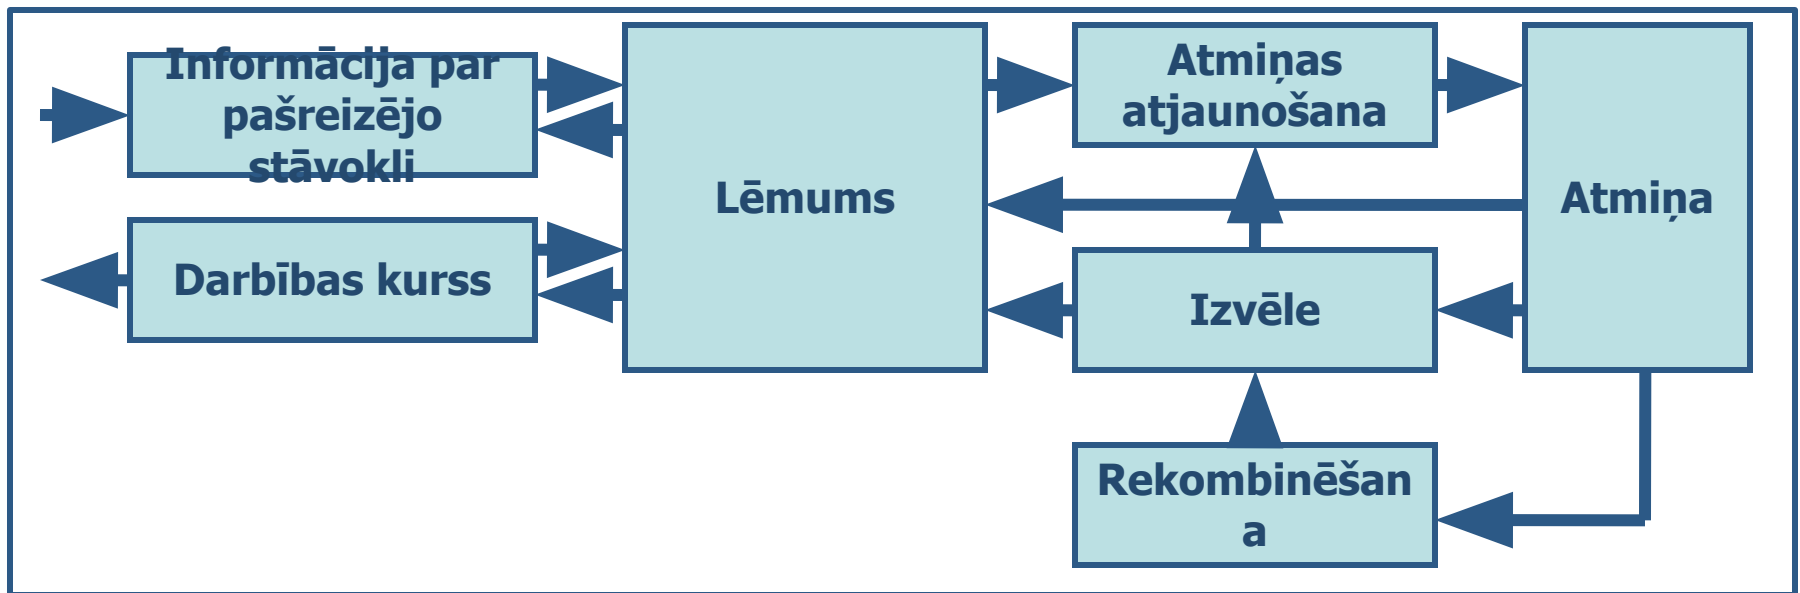 Informācija par
pašreizējo
stāvokli
Darbības kurss
Lēmums
Atmiņas
atjaunošana
Izvēle
Rekombinēšan
a
Atmiņa